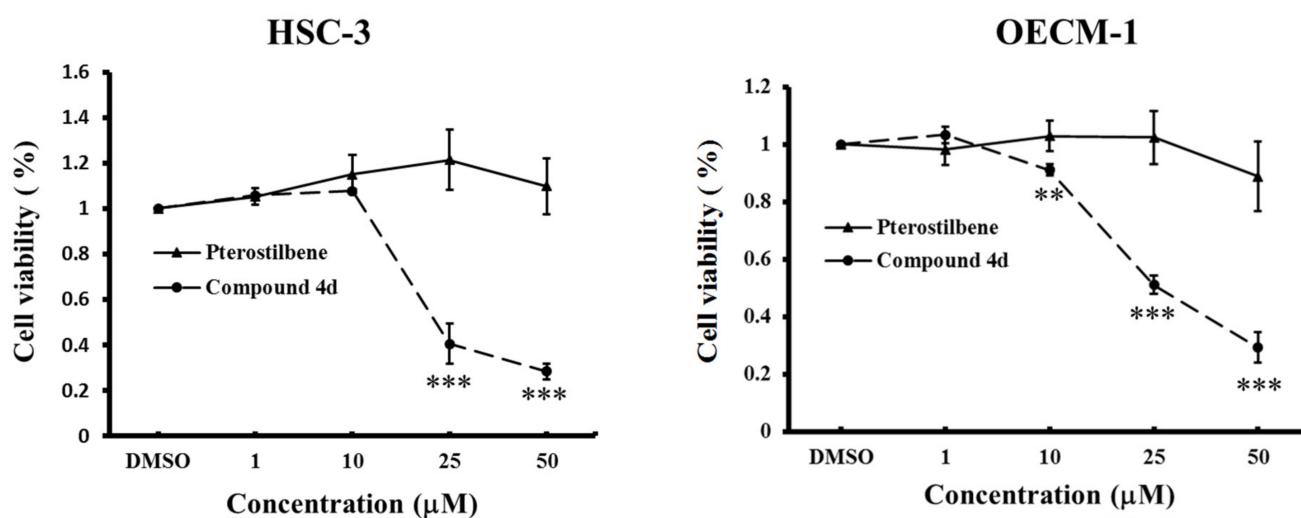 HSC-3
1.6
1.4
1.2
1
0.8
0.6
0.4
0.2
0
Cell viability ( %)
Pterostilbene
Compound 4d
***
***
DMSO 1 10 25 50
Concentration (μM)
OECM-1
1.2
1
0.8
0.6
0.4
0.2
0
Cell viability (%)
Pterostilbene
Compound 4d
**
***
***
DMSO 1 10 25 50
Concentration (μM)